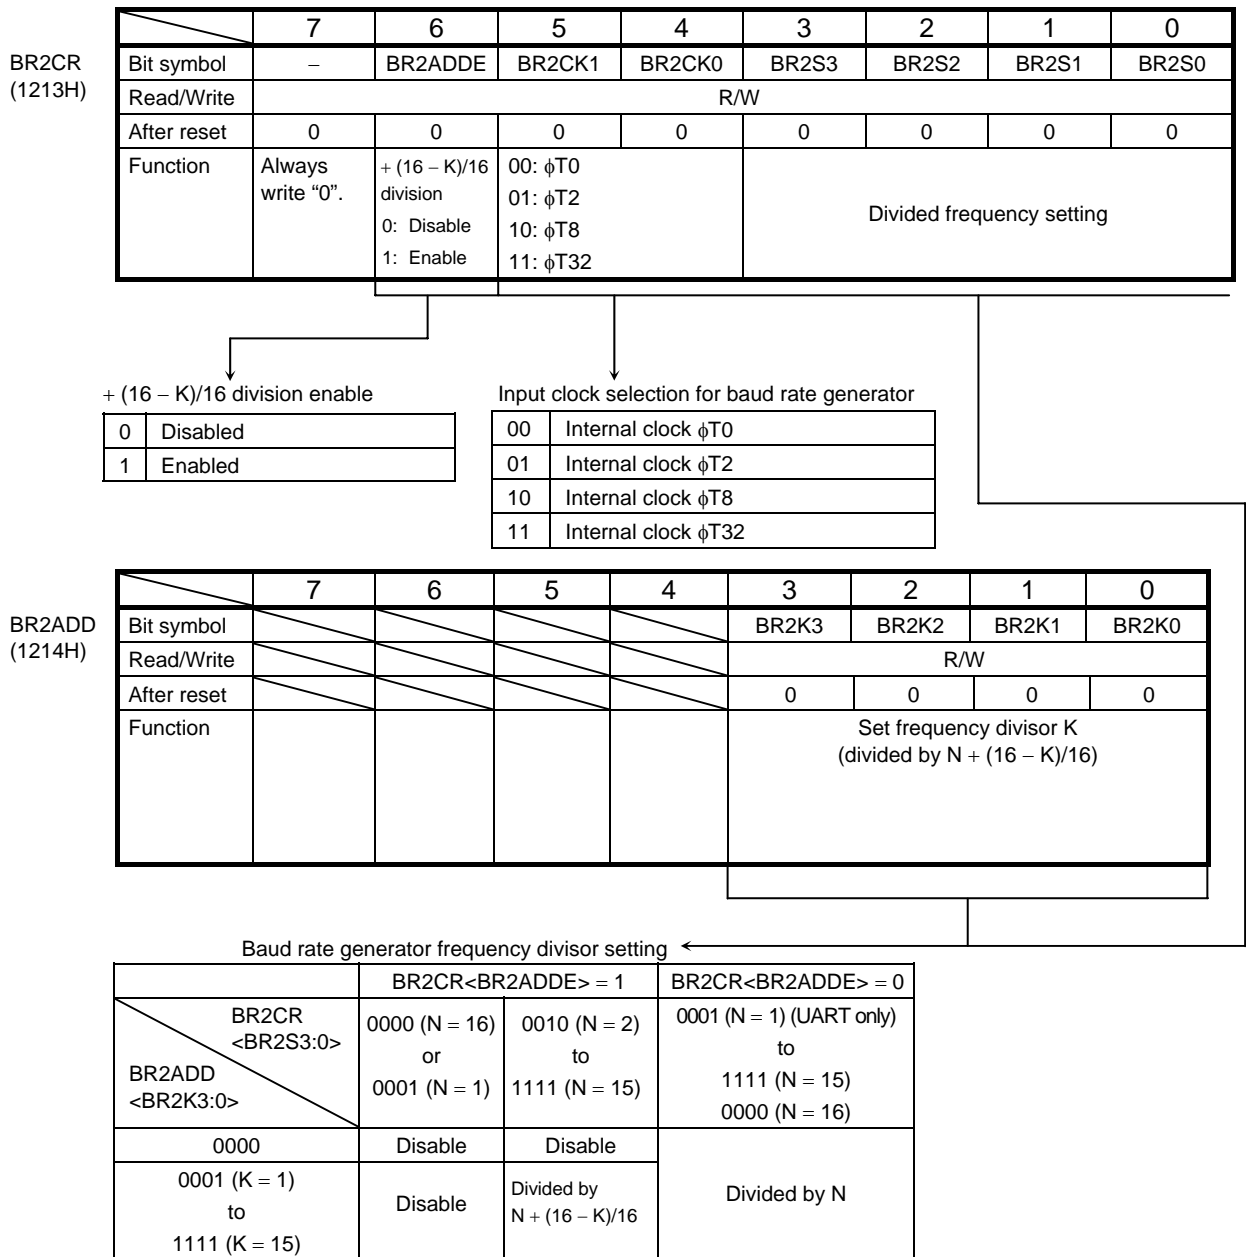 7 6 5 4 3 2 1 0
BR2CR
(1213H)
Bit symbol – BR2ADDE BR2CK1 BR2CK0 BR2S3 BR2S2 BR2S1 BR2S0
Read/Write R/W
After reset 0 0 0 0 0 0 0 0
Function
Always
write “0”.
+ (16 – K)/16
division
0: Disable
1: Enable
00: φT0
01: φT2
10: φT8
11: φT32
Divided frequency setting
+ (16 – K)/16 division enable
0 Disabled
1 Enabled
Input clock selection for baud rate generator
00 Internal clock φT0
01 Internal clock φT2
10 Internal clock φT8
11 Internal clock φT32
7 6 5 4 3 2 1 0
BR2ADD
(1214H)
Bit symbol BR2K3 BR2K2 BR2K1 BR2K0
Read/Write R/W
After reset 0 0 0 0
Function
Set frequency divisor K
(divided by N + (16 – K)/16)
Baud rate generator frequency divisor setting
BR2CR<BR2ADDE> = 1 BR2CR<BR2ADDE> = 0
BR2CR
<BR2S3:0>
BR2ADD
<BR2K3:0>
0000 (N = 16)
or
0001 (N = 1)
0010 (N = 2)
to
1111 (N = 15)
0001 (N = 1) (UART only)
to
1111 (N = 15)
0000 (N = 16)
0000 Disable Disable
0001 (K = 1)
to
1111 (K = 15)
Disable
Divided by
N + (16 – K)/16
Divided by N